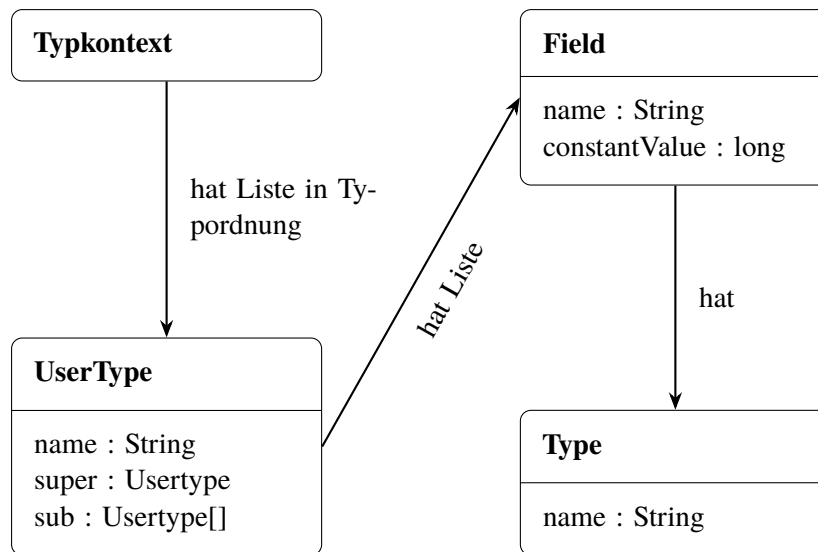 Typkontext
hat Liste in Ty-
pordnung
UserType
name : String
super : Usertype
sub : Usertype[]
hat Liste
Field
name : String
constantValue : long
hat
Type
name : String